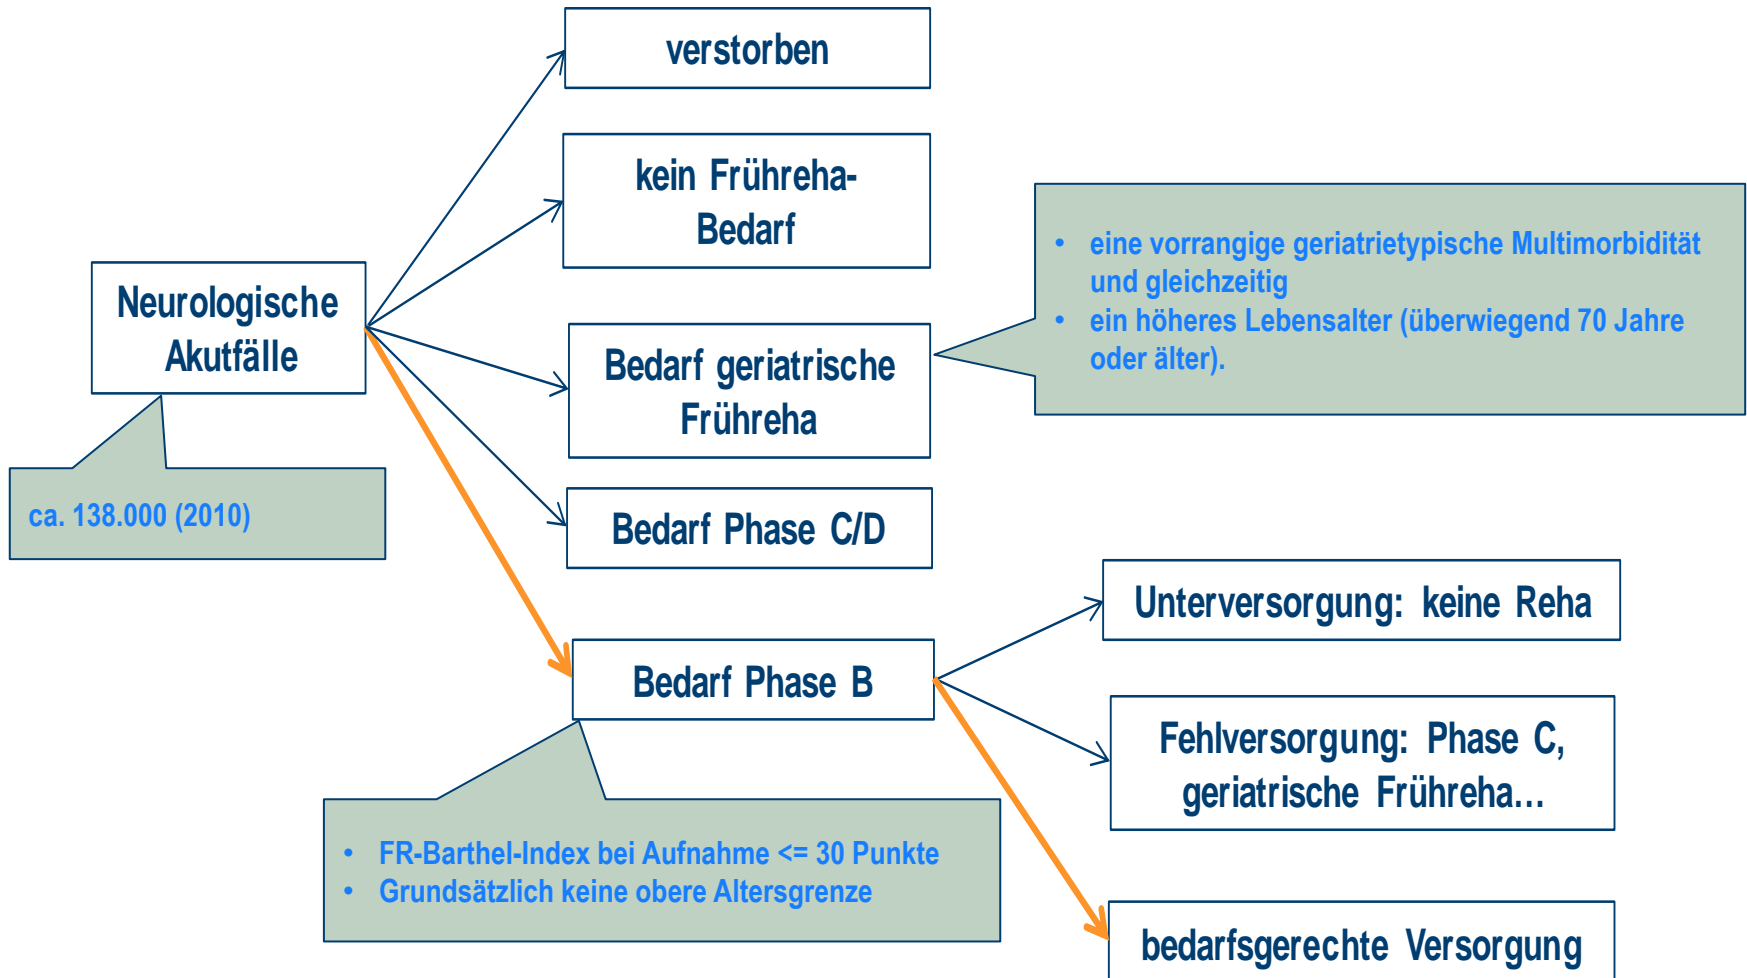 verstorben
kein Frühreha-
Bedarf
• eine vorrangige geriatrietypische Multimorbidität
und gleichzeitig
• ein höheres Lebensalter (überwiegend 70 Jahre
oder älter).
Neurologische
Akutfälle
Bedarf geriatrische
Frühreha
ca. 138.000 (2010)
Bedarf Phase C/D
Unterversorgung: keine Reha
Bedarf Phase B
Fehlversorgung: Phase C,
geriatrische Frühreha...
• FR-Barthel-Index bei Aufnahme <= 30 Punkte
• Grundsätzlich keine obere Altersgrenze
bedarfsgerechte Versorgung